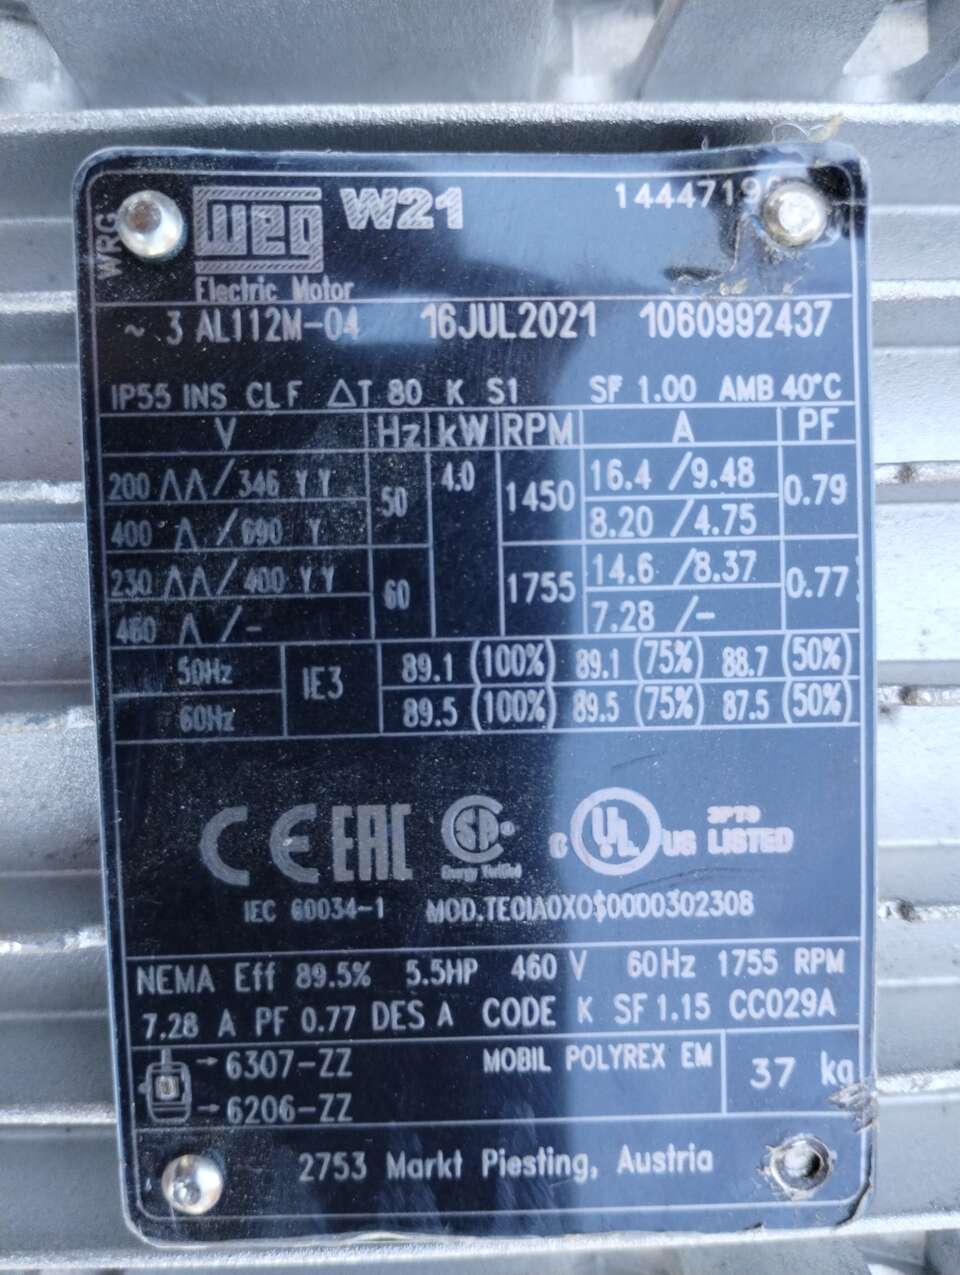 WRG
weg W21
Electric Motor
~ 3 AL112M-04 16JUL2021 1060992437
IP55 INS CL F ΔT 80 K S1 SF 1.00 AMB 40°C
V Hz kW RPM A PF
200 ΔΔ/346 YY 50 4.0 1450 16.4 /9.48 0.79
400 Δ/690 Y 8.20 /4.75
230 ΔΔ/400 YY 60 1755 14.6 /8.37 0.77
460 Δ/- 7.28 /-
50Hz IE3 89.1 (100%) 89.1 (75%) 88.7 (50%)
60Hz 89.5 (100%) 89.5 (75%) 87.5 (50%)
CE EAC SA Energy Verified C UL US LISTED
IEC 60034-1 MOD.TE01A0X0$0000302308
NEMA Eff 89.5% 5.5HP 460 V 60Hz 1755 RPM
7.28 A PF 0.77 DES A CODE K SF 1.15 CC029A
→6307-ZZ MOBIL POLYREX EM 37 kg
→6206-ZZ
2753 Markt Piesting, Austria